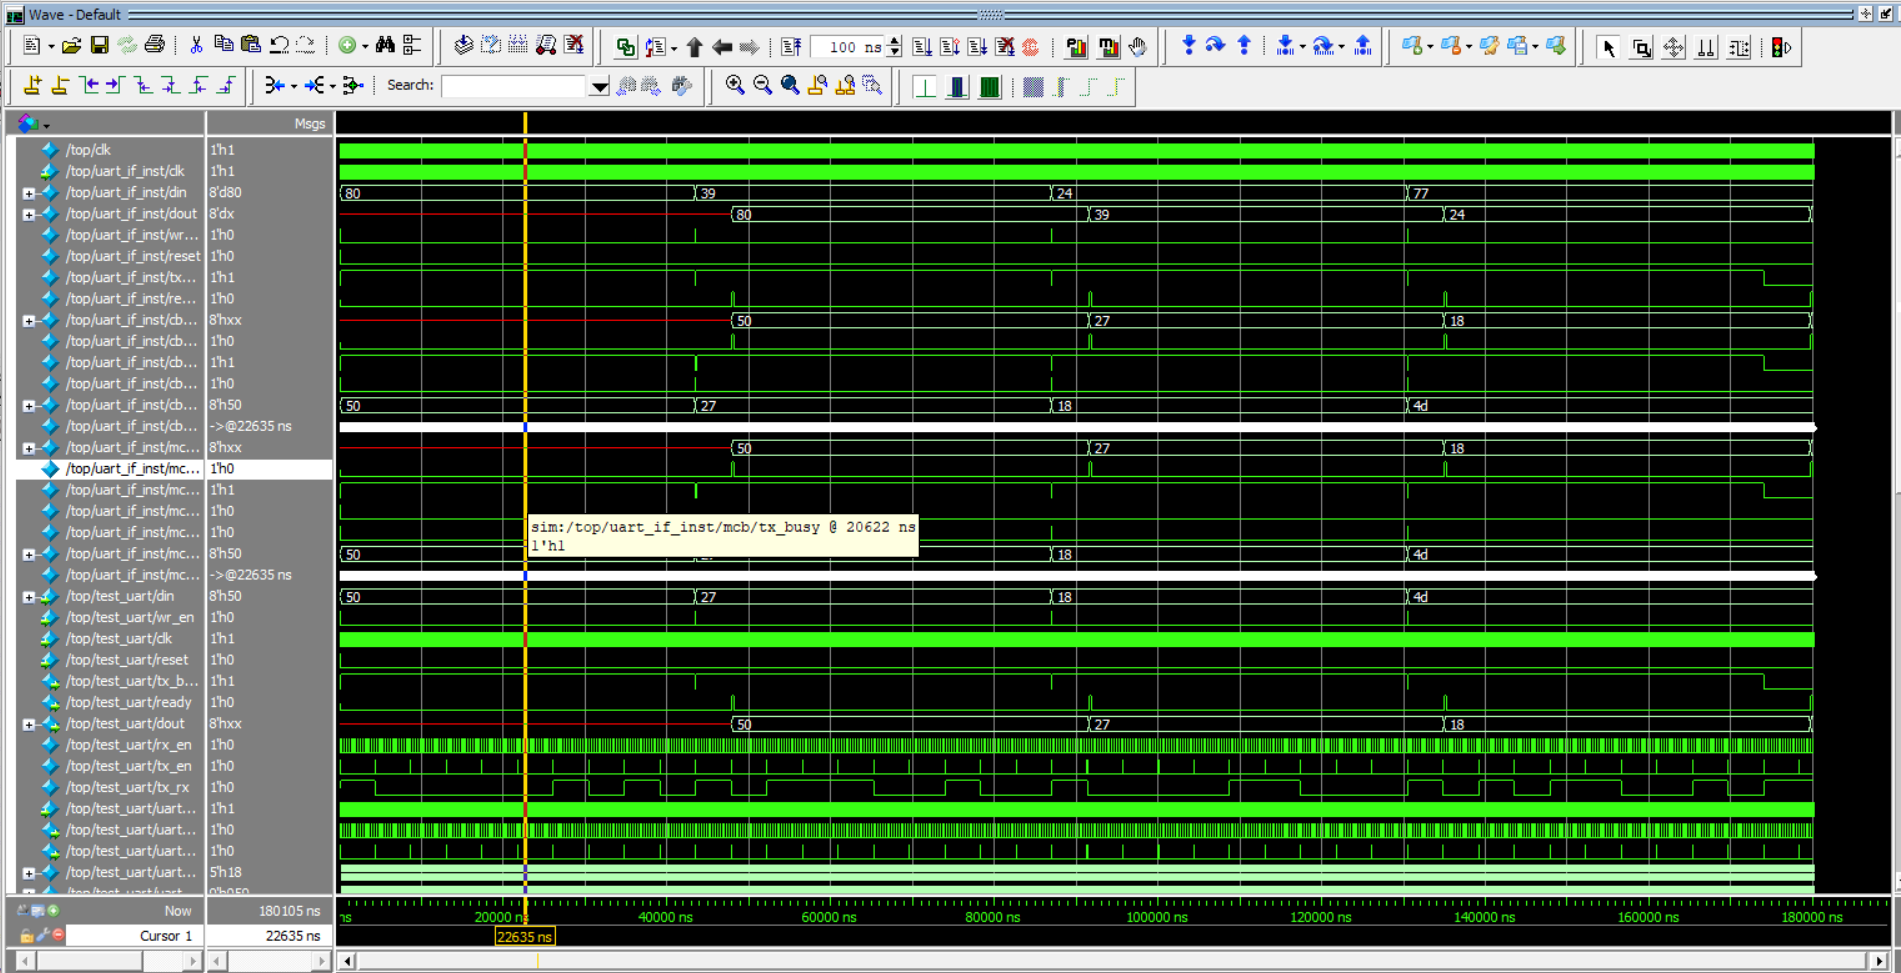 Wave - Default
100 ns
Search:
Msgs
/top/clk 1'h1
/top/uart_if_inst/clk 1'h1
/top/uart_if_inst/din 8'd80 80 39 24 77
/top/uart_if_inst/dout 8'dx 80 39 24
/top/uart_if_inst/wr... 1'h0
/top/uart_if_inst/reset 1'h0
/top/uart_if_inst/tx... 1'h1
/top/uart_if_inst/re... 1'h0
/top/uart_if_inst/cb... 8'hxx 50 27 18
/top/uart_if_inst/cb... 1'h0
/top/uart_if_inst/cb... 1'h1
/top/uart_if_inst/cb... 1'h0
/top/uart_if_inst/cb... 8'h50 50 27 18 4d
/top/uart_if_inst/cb... ->@22635 ns
/top/uart_if_inst/mc... 8'hxx 50 27 18
/top/uart_if_inst/mc... 1'h0
/top/uart_if_inst/mc... 1'h1
/top/uart_if_inst/mc... 1'h0
sim:/top/uart_if_inst/mcb/tx_busy @ 20622 ns
/top/uart_if_inst/mc... 1'h0
1'h1
/top/uart_if_inst/mc... 8'h50 50 18 4d
/top/uart_if_inst/mc... ->@22635 ns
/top/test_uart/din 8'h50 50 27 18 4d
/top/test_uart/wr_en 1'h0
/top/test_uart/clk 1'h1
/top/test_uart/reset 1'h0
/top/test_uart/tx_b... 1'h1
/top/test_uart/ready 1'h0
/top/test_uart/dout 8'hxx 50 27 18
/top/test_uart/rx_en 1'h0
/top/test_uart/tx_en 1'h0
/top/test_uart/tx_rx 1'h0
/top/test_uart/uart... 1'h1
/top/test_uart/uart... 1'h0
/top/test_uart/uart... 1'h0
/top/test_uart/uart... 5'h18
Now 180105 ns
ns 20000 ns 40000 ns 60000 ns 80000 ns 100000 ns 120000 ns 140000 ns 160000 ns 180000 ns
Cursor 1 22635 ns 22635 ns